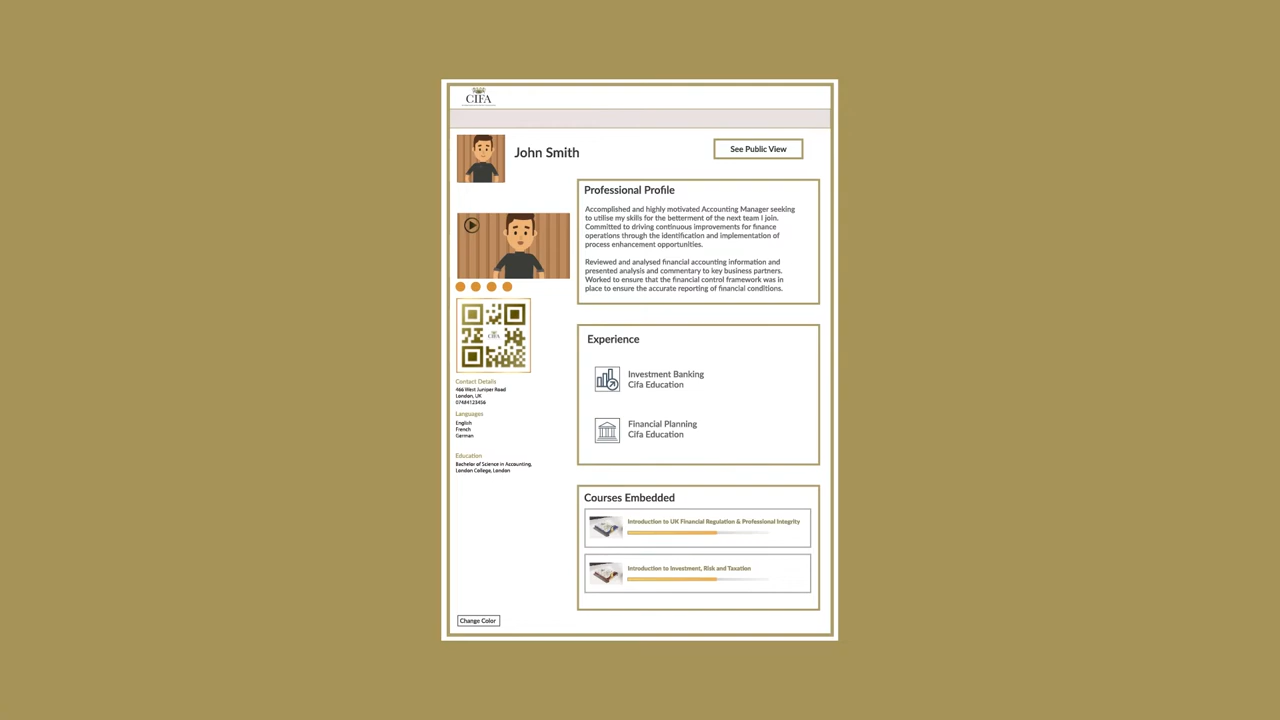 CIFA
John Smith
See Public View
Professional Profile
Accomplished and highly motivated Accounting Manager seeking
to utilise my skills for the betterment of the next team I join.
Committed to driving continuous improvements for finance
operations through the identification and implementation of
process enhancement opportunities.
Reviewed and analysed financial accounting information and
presented analysis and commentary to key business partners.
Worked to ensure that the financial control framework was in
place to ensure the accurate reporting of financial conditions.
CIFA
Contact Details
466 West Juniper Road
London, UK
07484123456
Languages
English
French
German
Education
Bachelor of Science in Accounting,
London College, London
Experience
Investment Banking
Cifa Education
Financial Planning
Cifa Education
Courses Embedded
Introduction to UK Financial Regulation & Professional Integrity
Introduction to Investment, Risk and Taxation
Change Color